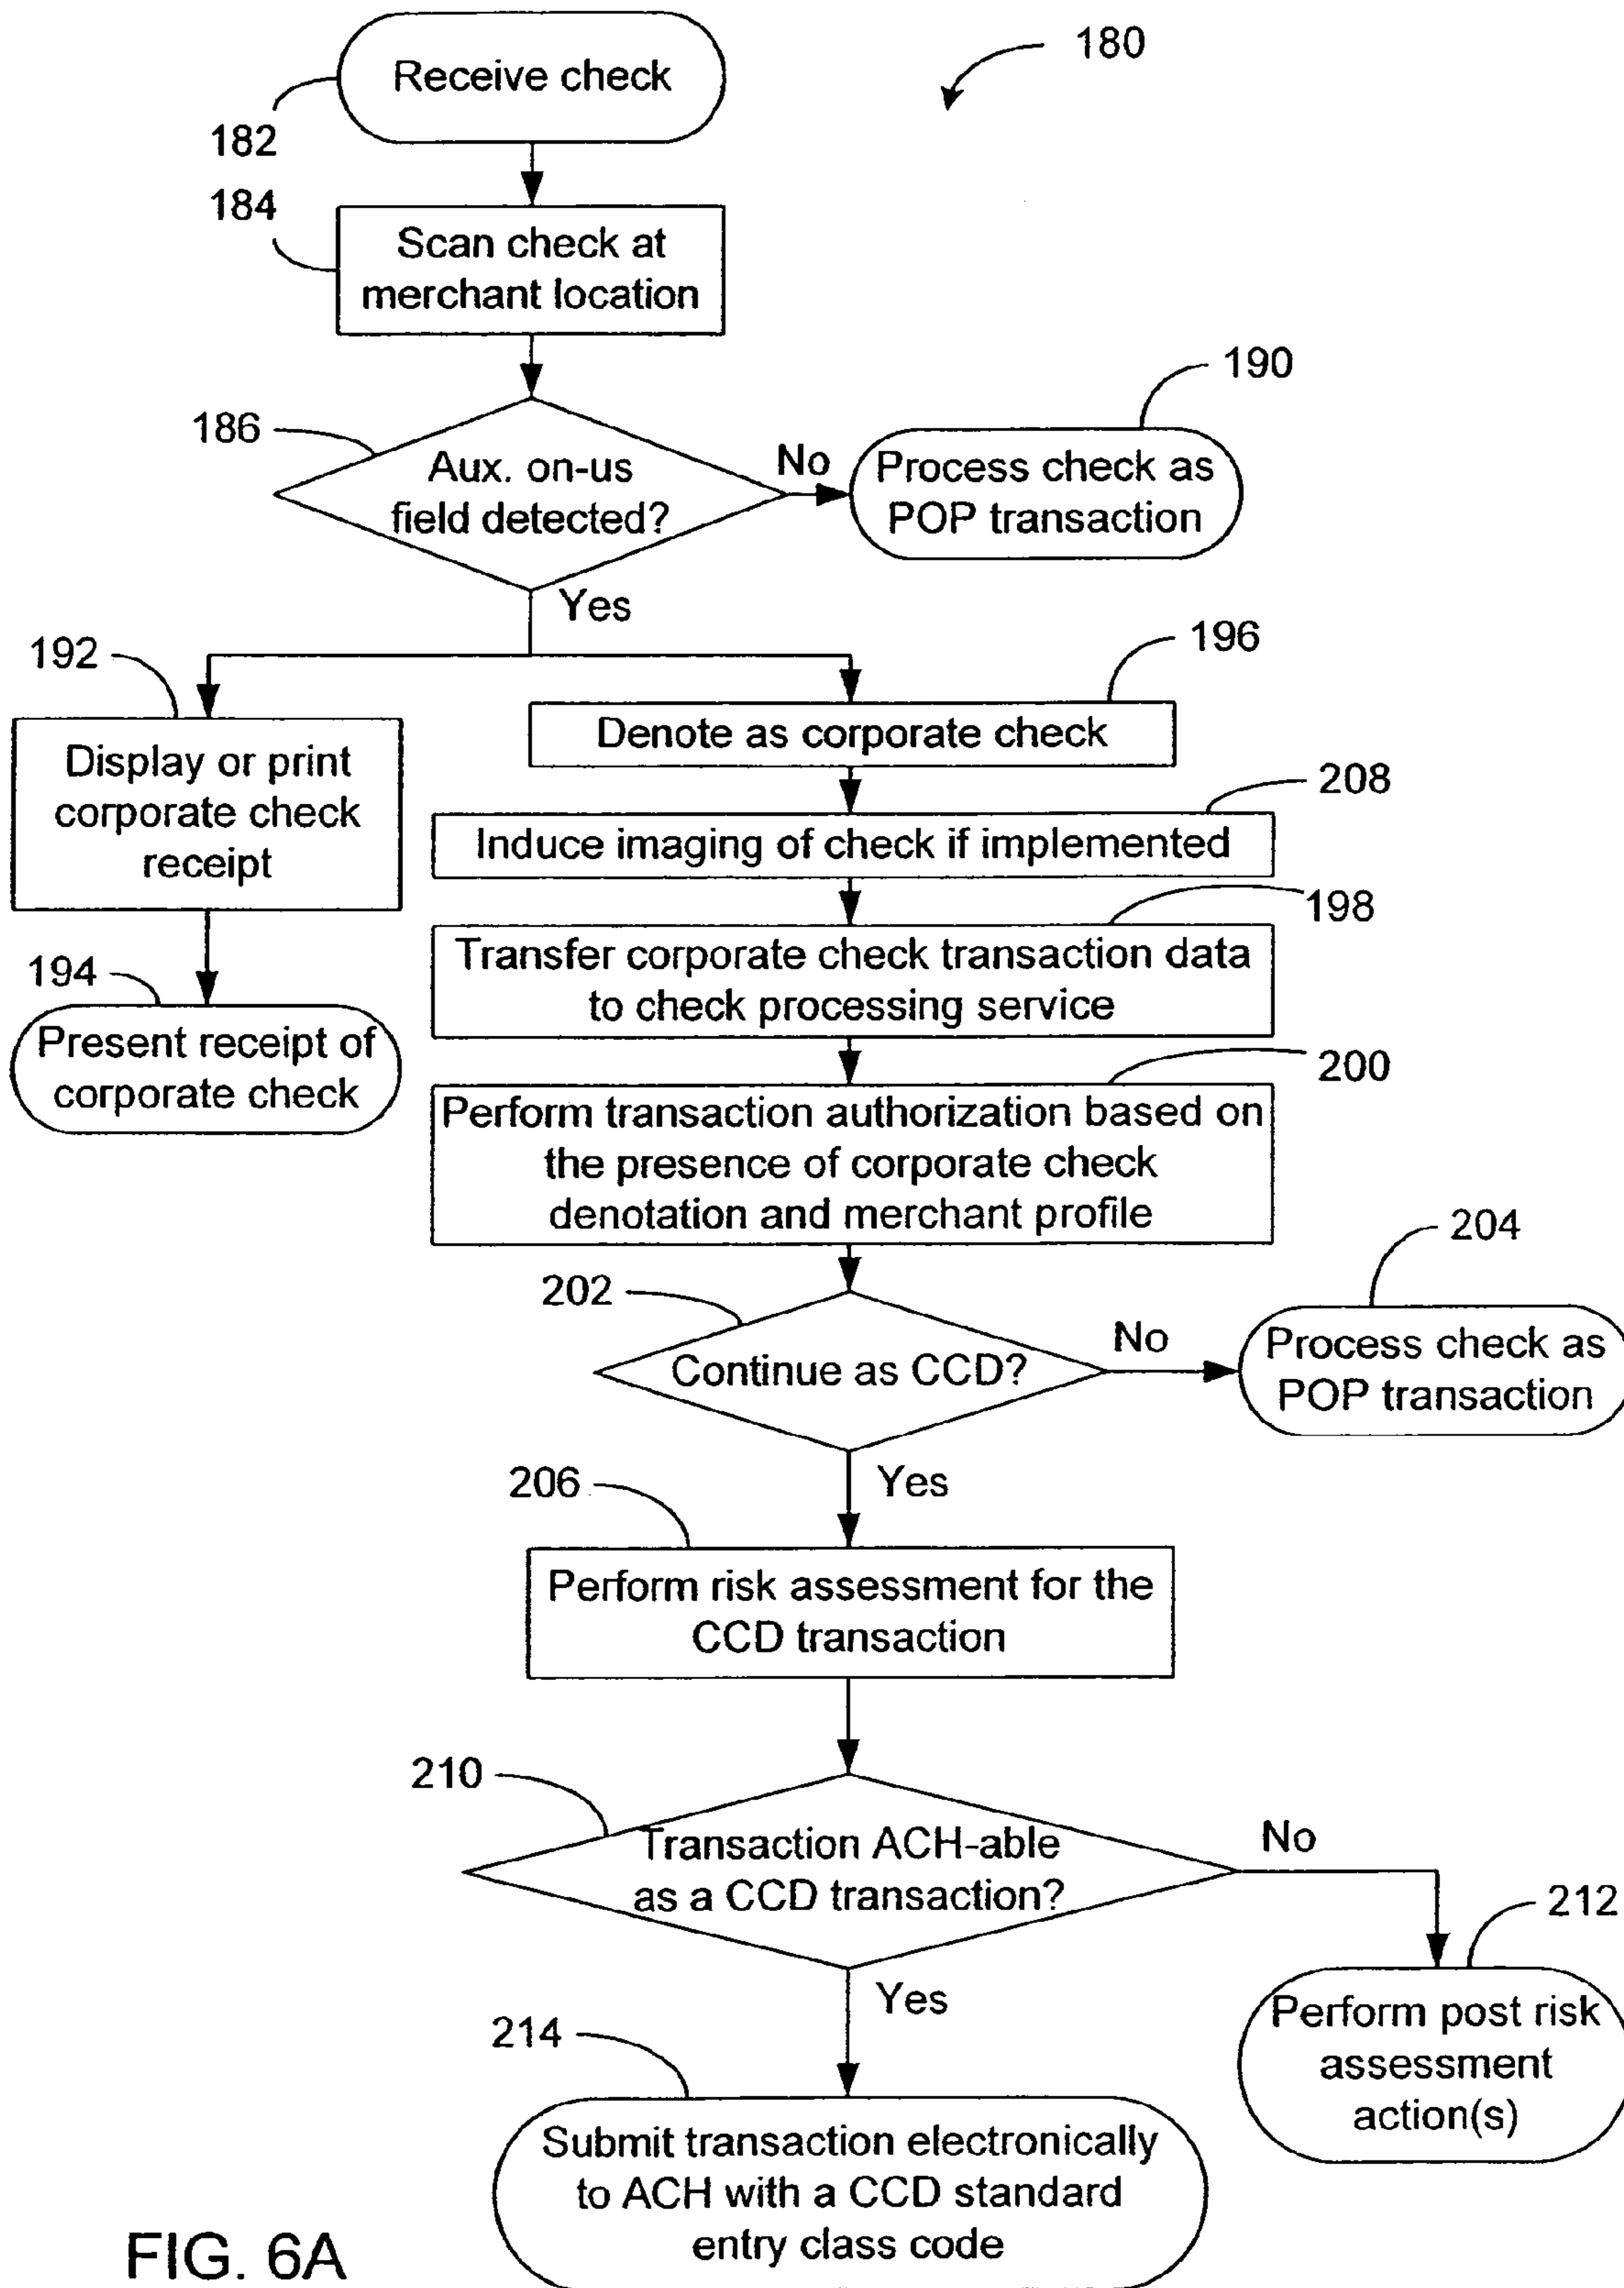 180
Receive check
182
184
Scan check at
merchant location
190
186
Aux. on-us
field detected?
No
Process check as
POP transaction
Yes
192
196
Display or print
corporate check
receipt
Denote as corporate check
208
Induce imaging of check if implemented
198
Transfer corporate check transaction data
to check processing service
194
Present receipt of
corporate check
200
Perform transaction authorization based on
the presence of corporate check
denotation and merchant profile
204
202
Continue as CCD?
No
Process check as
POP transaction
Yes
206
Perform risk assessment for the
CCD transaction
210
Transaction ACH-able
as a CCD transaction?
No
212
Perform post risk
assessment
action(s)
Yes
214
Submit transaction electronically
to ACH with a CCD standard
entry class code
FIG. 6A